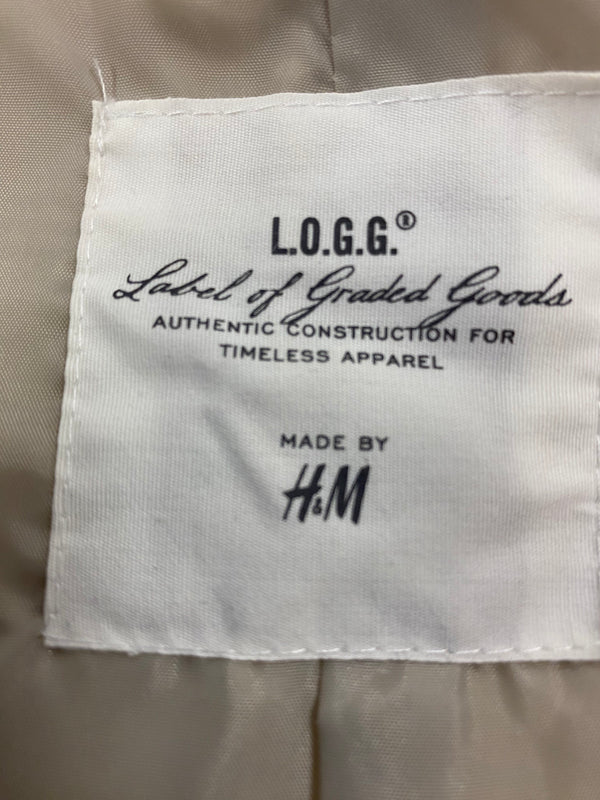 L.O.G.G.®
Label of Graded Goods
AUTHENTIC CONSTRUCTION FOR
TIMELESS APPAREL
MADE BY
H&M